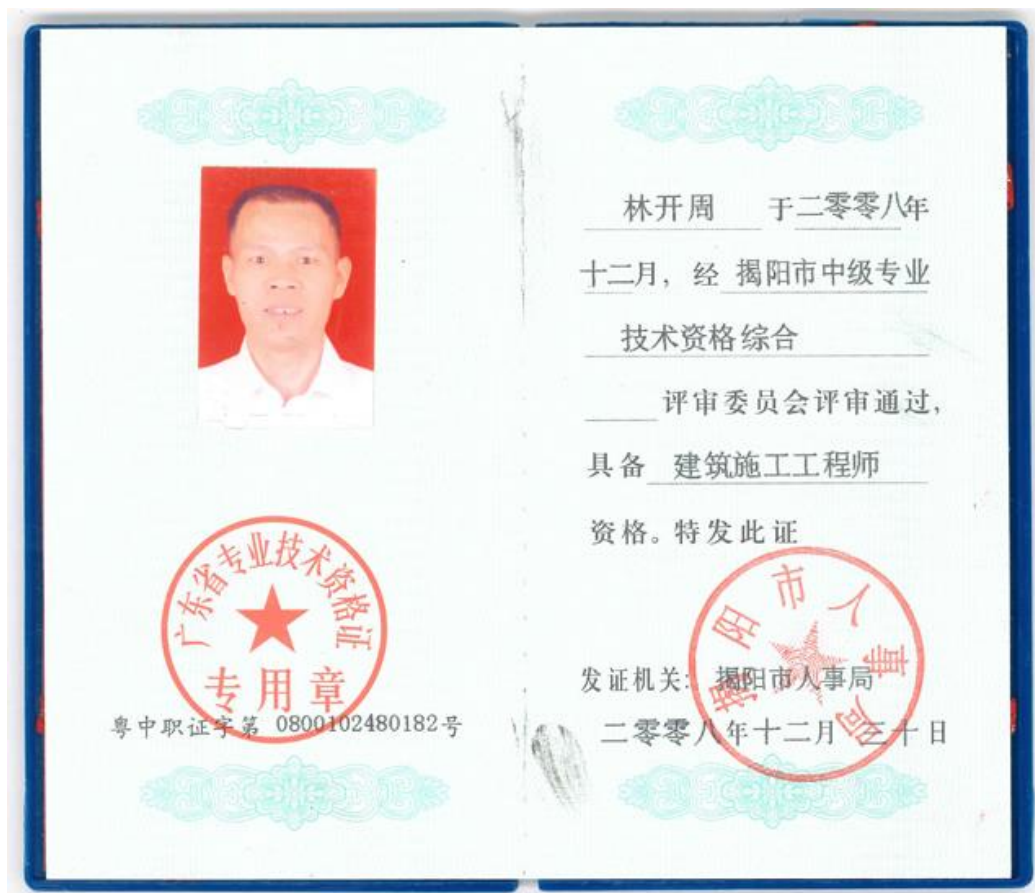 广东省专业技术资格证
专用章
粤中职证字第 0800102480182号
林开周 于二零零八年
十二月，经 揭阳市中级专业
技术资格综合
评审委员会评审通过，
具备 建筑施工工程师
资格。特发此证
揭阳市人事局
发证机关：揭阳市人事局
二零零八年十二月三十日